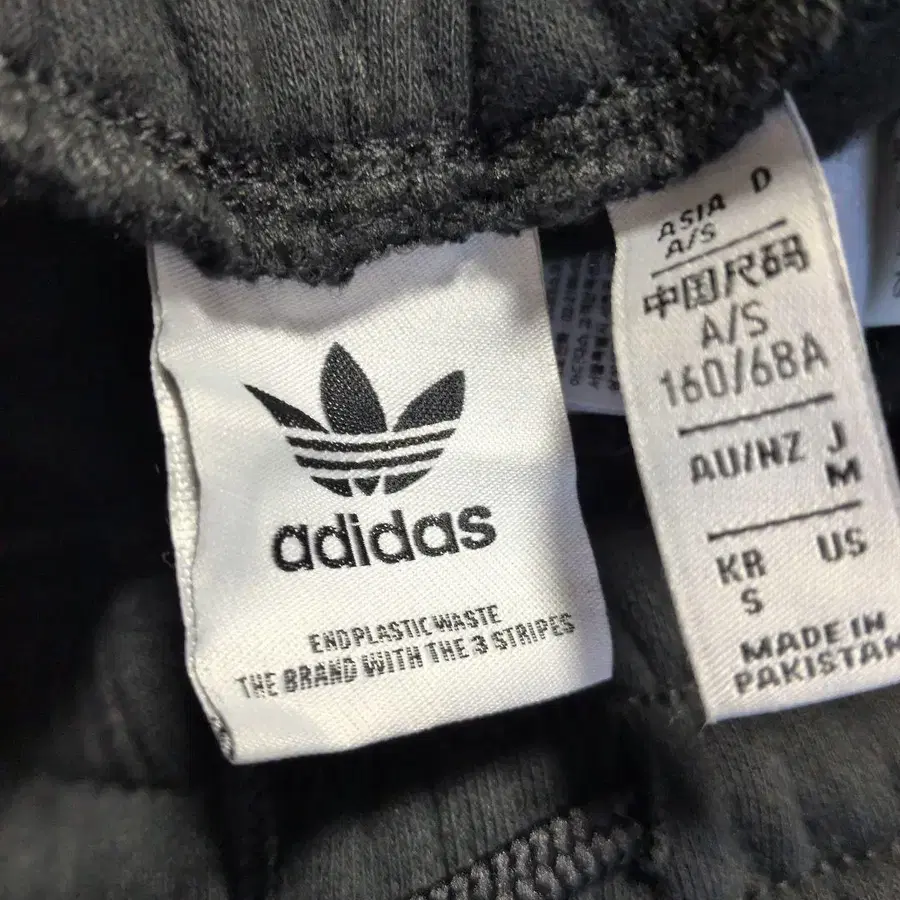 adidas
END PLASTIC WASTE
THE BRAND WITH THE 3 STRIPES
ASIA D
A/S
中国尺码
A/S
160/68A
AU/NZ J
M
KR US
S
MADE IN
PAKISTAN